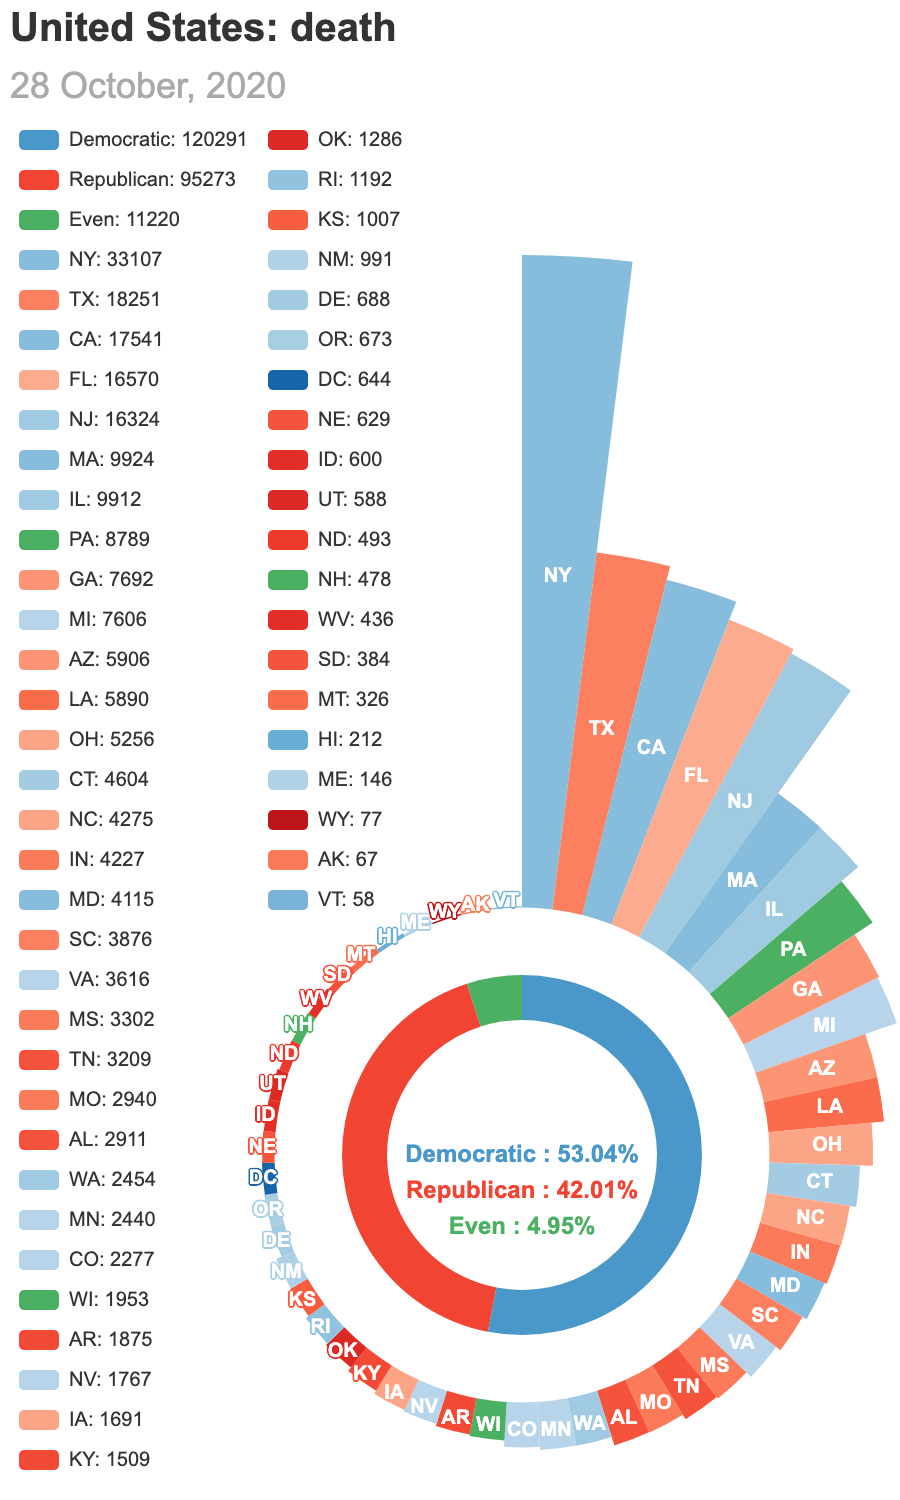 United States: death
28 October, 2020
Democratic: 120291
Republican: 95273
Even: 11220
NY: 33107
TX: 18251
CA: 17541
FL: 16570
NJ: 16324
MA: 9924
IL: 9912
PA: 8789
GA: 7692
MI: 7606
AZ: 5906
LA: 5890
OH: 5256
CT: 4604
NC: 4275
IN: 4227
MD: 4115
SC: 3876
VA: 3616
MS: 3302
TN: 3209
MO: 2940
AL: 2911
WA: 2454
MN: 2440
CO: 2277
WI: 1953
AR: 1875
NV: 1767
IA: 1691
KY: 1509
OK: 1286
RI: 1192
KS: 1007
NM: 991
DE: 688
OR: 673
DC: 644
NE: 629
ID: 600
UT: 588
ND: 493
NH: 478
WV: 436
SD: 384
MT: 326
HI: 212
ME: 146
WY: 77
AK: 67
VT: 58
NY
TX
CA
FL
NJ
MA
IL
PA
GA
MI
AZ
LA
OH
CT
NC
IN
MD
SC
VA
MS
TN
MO
AL
WA
MN
CO
WI
AR
NV
IA
KY
OK
RI
KS
NM
DE
OR
DC
NE
ID
UT
ND
NH
WV
SD
MT
HI
ME
WY
AK
VT
Democratic : 53.04%
Republican : 42.01%
Even : 4.95%